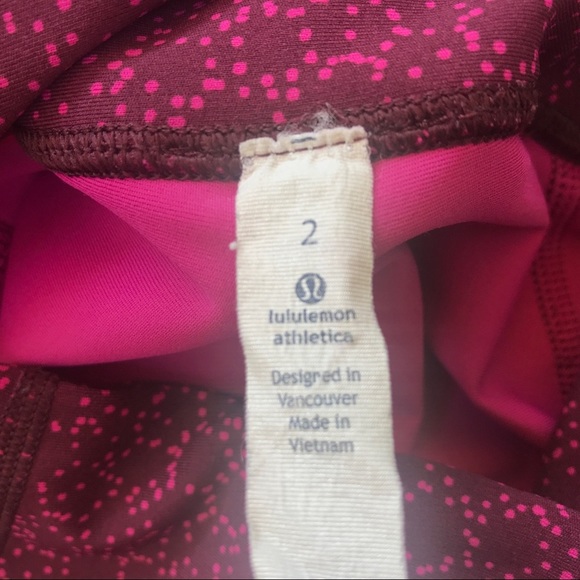 2
lululemon
athletica
Designed in
Vancouver
Made in
Vietnam